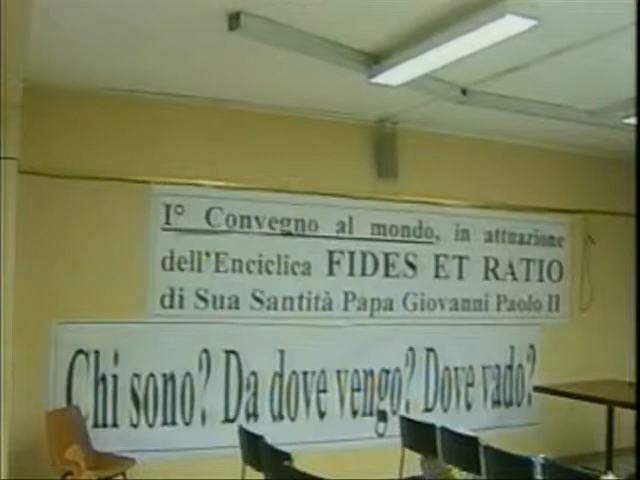 I° Convegno al mondo, in attuazione
dell'Enciclica FIDES ET RATIO
di Sua Santità Papa Giovanni Paolo II
Chi sono? Da dove vengo? Dove vado?